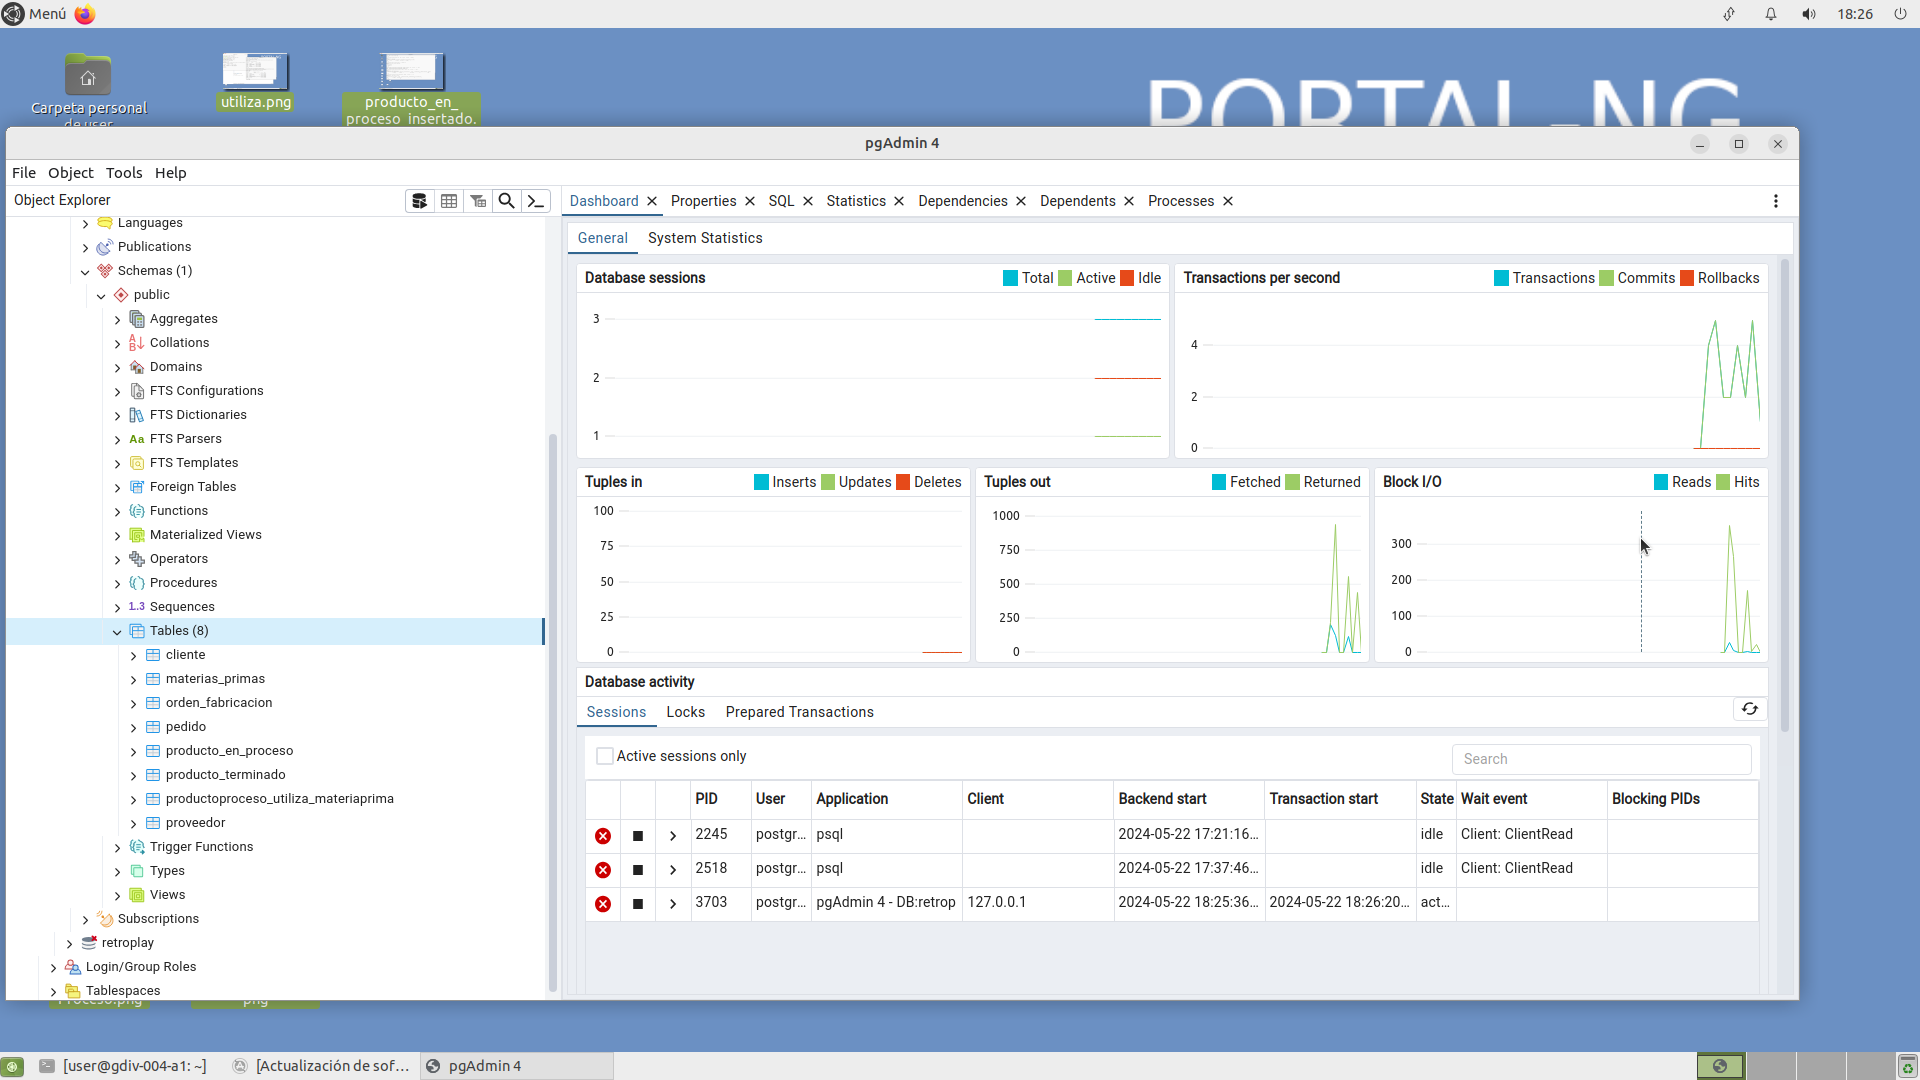 Menú
18:26
Carpeta personal
de user
utiliza.png
producto_en_
proceso_insertado.
PORTAL-NG
pgAdmin 4
File Object Tools Help
Object Explorer
Dashboard Properties SQL Statistics Dependencies Dependents Processes
Languages
Publications
Schemas (1)
public
Aggregates
Collations
Domains
FTS Configurations
FTS Dictionaries
Aa FTS Parsers
FTS Templates
Foreign Tables
Functions
Materialized Views
Operators
Procedures
1..3 Sequences
Tables (8)
cliente
materias_primas
orden_fabricacion
pedido
producto_en_proceso
producto_terminado
productoproceso_utiliza_materiaprima
proveedor
Trigger Functions
Types
Views
Subscriptions
retroplay
Login/Group Roles
Tablespaces
General System Statistics
Database sessions Total Active Idle
3
2
1
Transactions per second Transactions Commits Rollbacks
4
2
0
Tuples in Inserts Updates Deletes
100
75
50
25
0
Tuples out Fetched Returned
1000
750
500
250
0
Block I/O Reads Hits
300
200
100
0
Database activity
Sessions Locks Prepared Transactions
Active sessions only
Search
PID User Application Client Backend start Transaction start State Wait event Blocking PIDs
2245 postgr... psql 2024-05-22 17:21:16... idle Client: ClientRead
2518 postgr... psql 2024-05-22 17:37:46... idle Client: ClientRead
3703 postgr... pgAdmin 4 - DB:retrop 127.0.0.1 2024-05-22 18:25:36... 2024-05-22 18:26:20... act...
Proceso.png
png
[user@gdiv-004-a1: ~]
[Actualización de sof...
pgAdmin 4